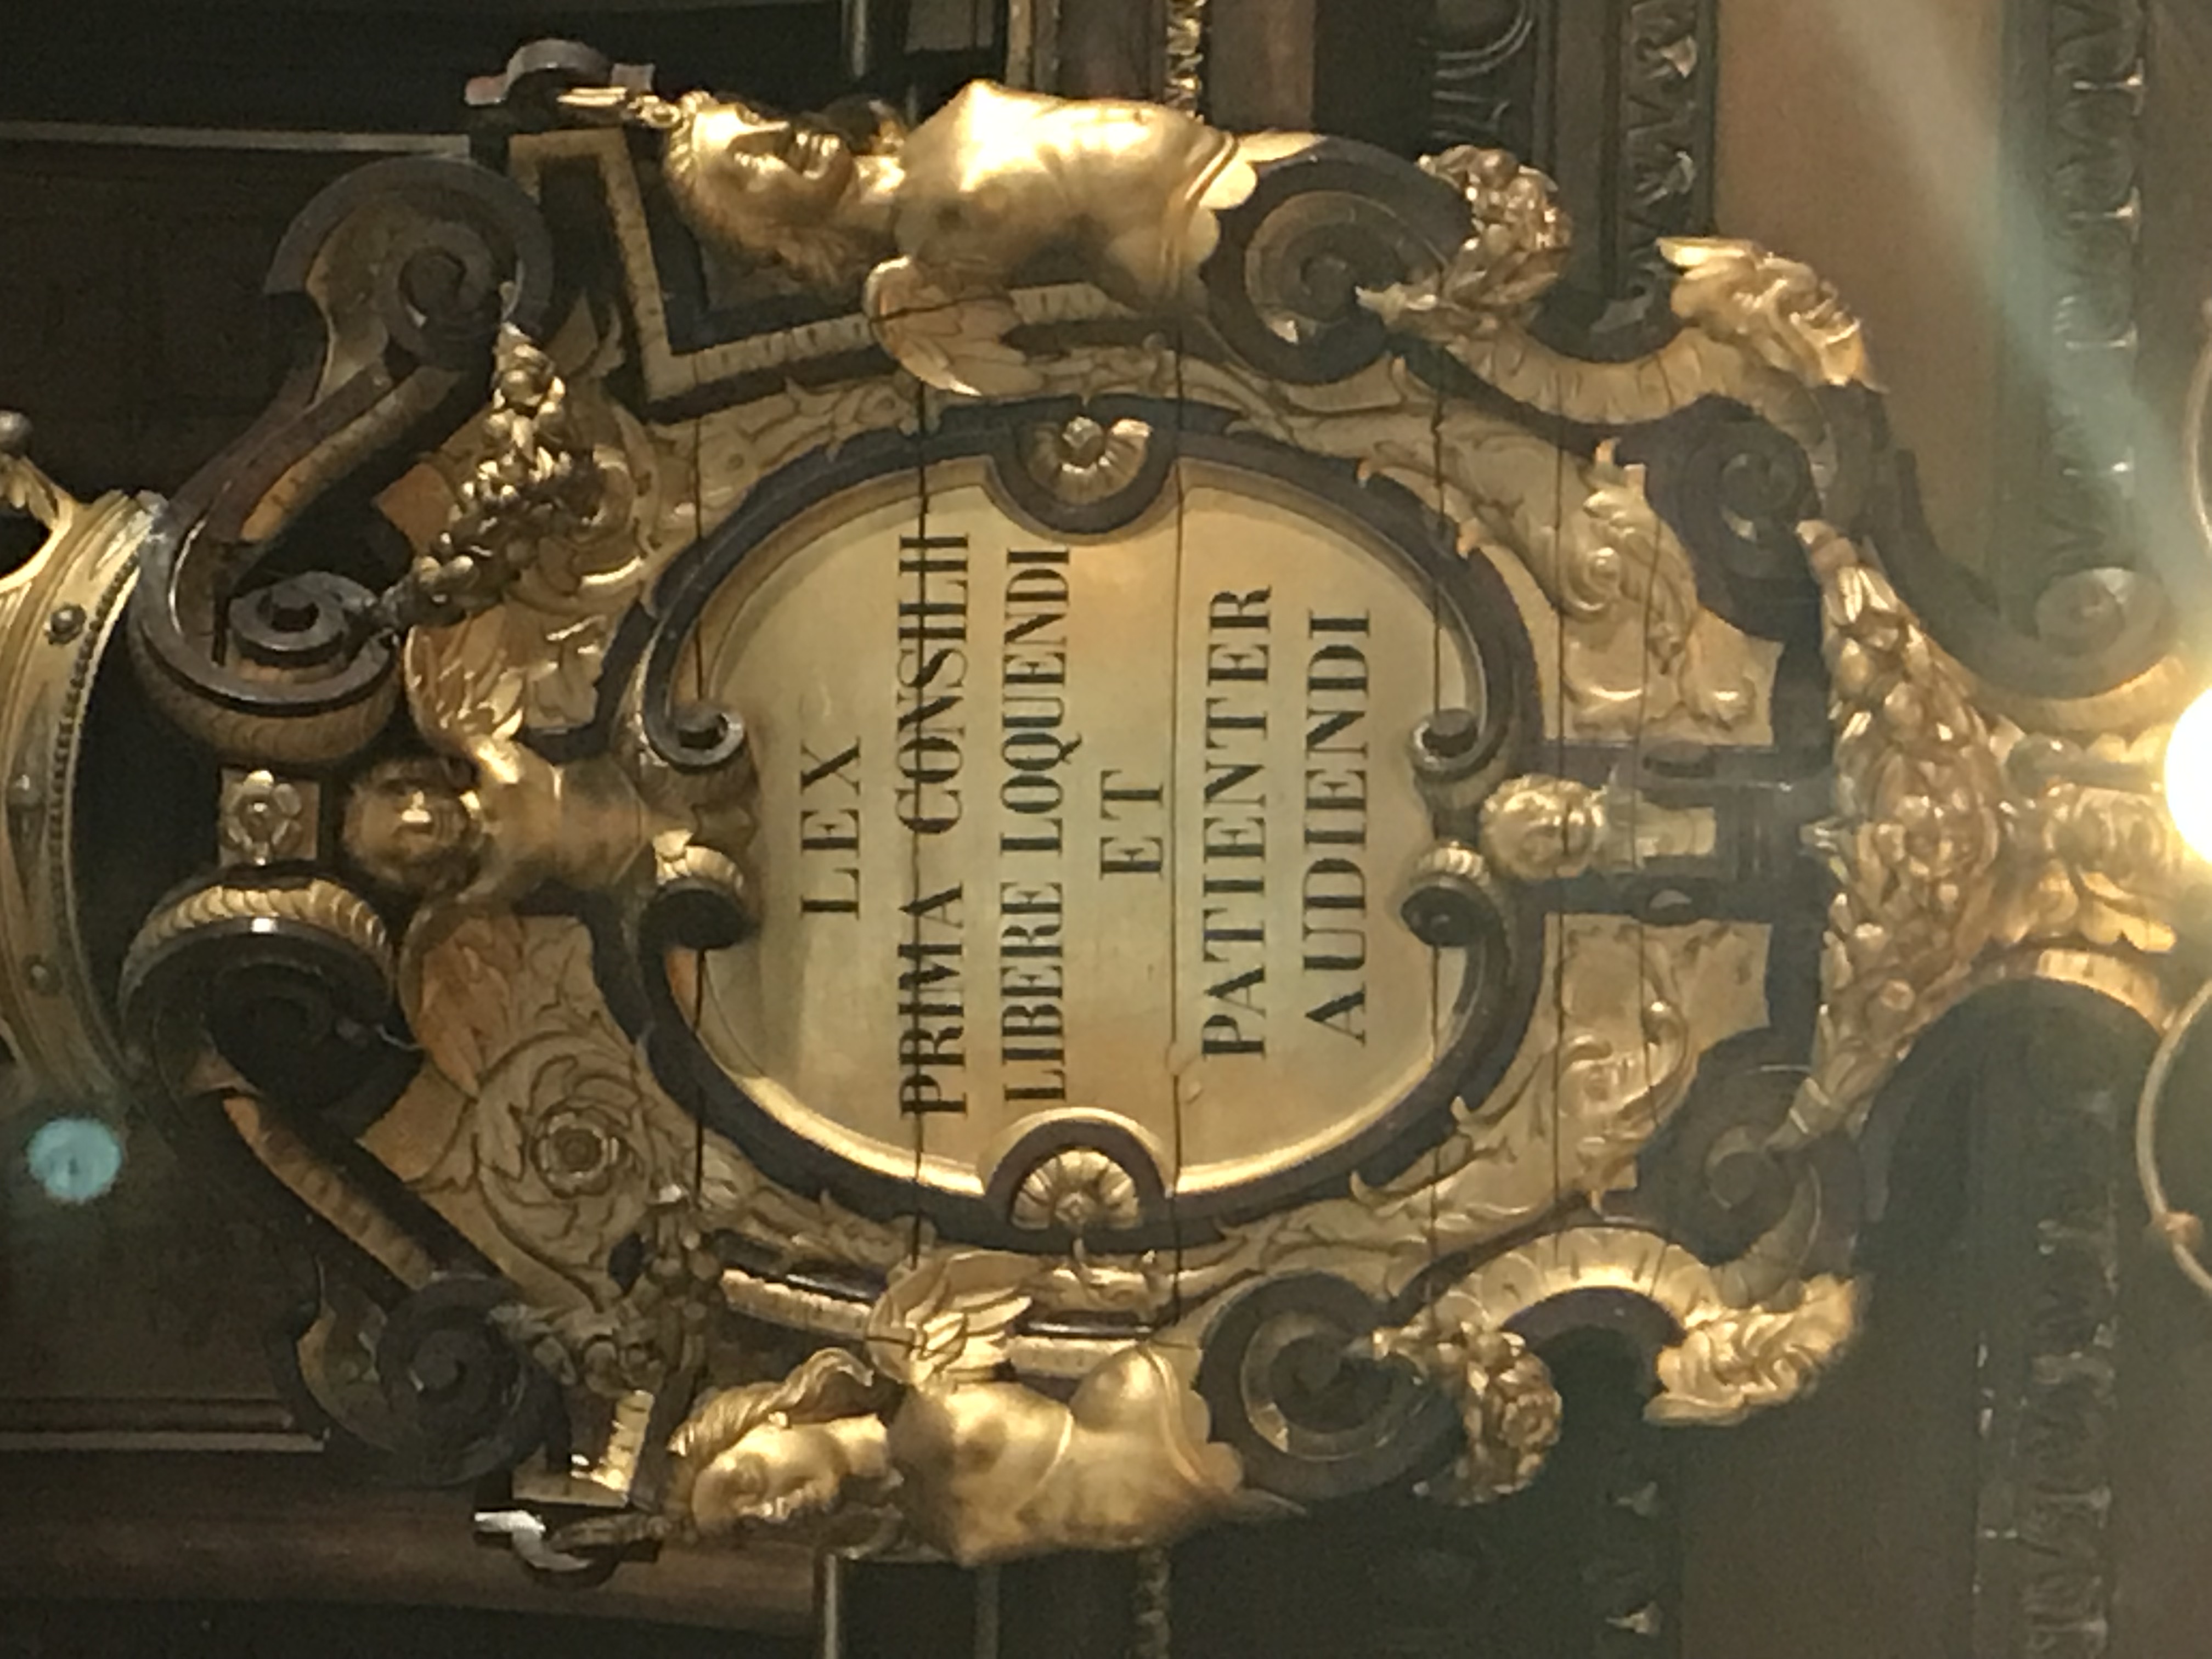 LEX
PRIMA CONSILII
LIBERE LOQUENDI
ET
PATIENTER
AUDIENDI